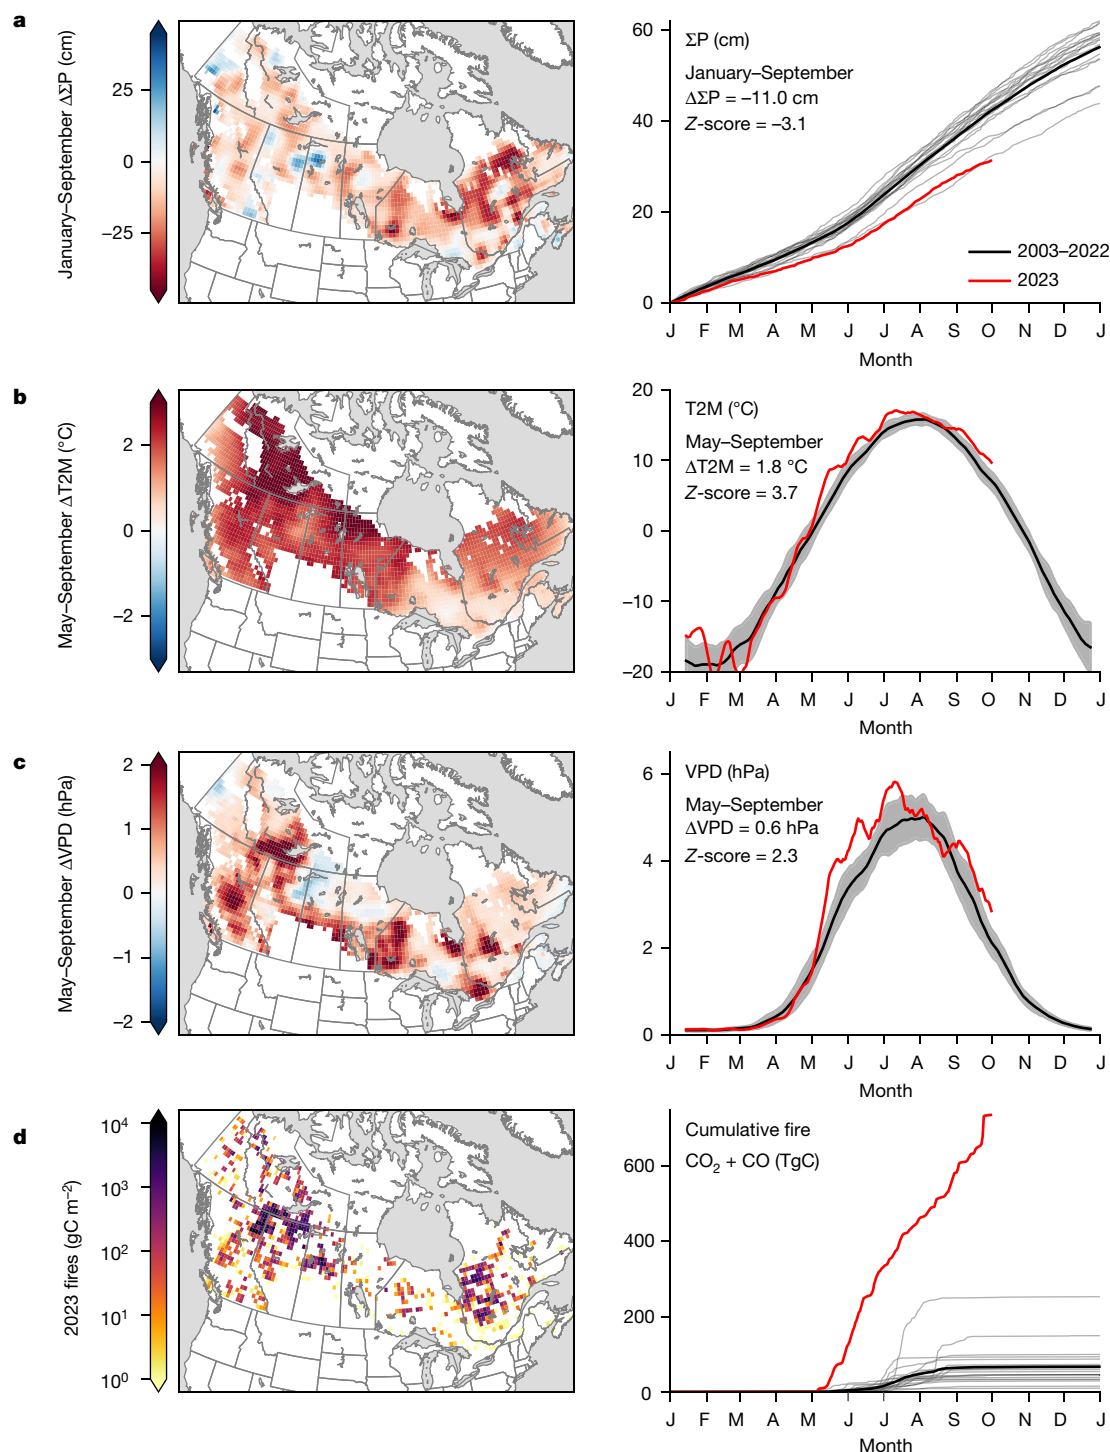 a
January–September ΔΣP (cm)
25
0
−25
ΣP (cm)
January–September
ΔΣP = −11.0 cm
Z-score = −3.1
60
40
20
0
2003–2022
2023
J F M A M J J A S O N D J
Month
b
May–September ΔT2M (°C)
2
0
−2
T2M (°C)
May–September
ΔT2M = 1.8 °C
Z-score = 3.7
20
10
0
−10
−20
J F M A M J J A S O N D J
Month
c
May–September ΔVPD (hPa)
2
1
0
−1
−2
VPD (hPa)
May–September
ΔVPD = 0.6 hPa
Z-score = 2.3
6
4
2
0
J F M A M J J A S O N D J
Month
d
2023 fires (gC m⁻²)
10⁴
10³
10²
10¹
10⁰
Cumulative fire
CO₂ + CO (TgC)
600
400
200
0
J F M A M J J A S O N D J
Month